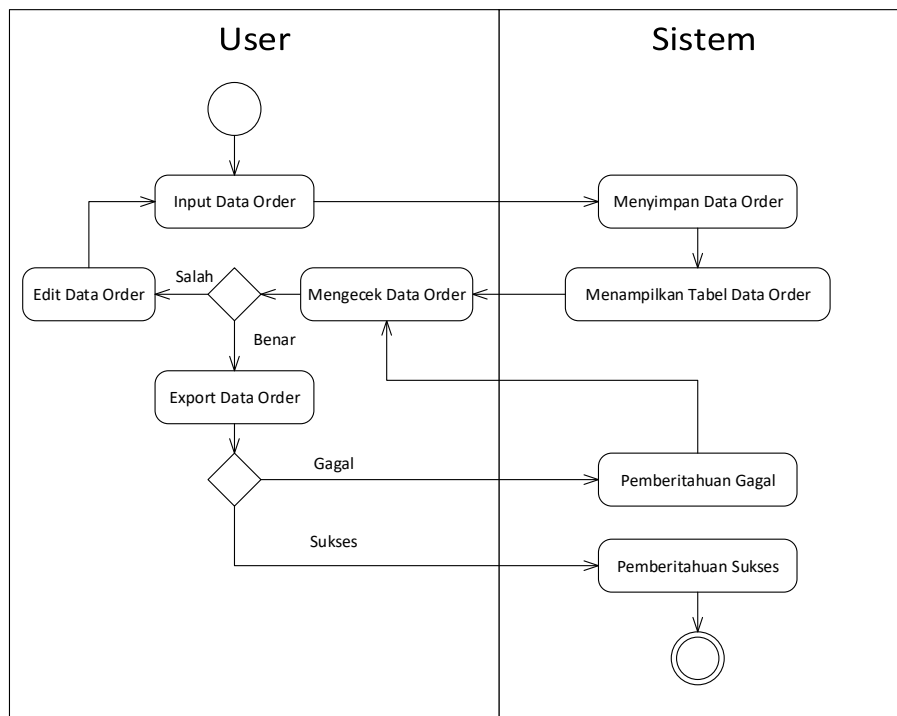 User
Sistem
Input Data Order
Menyimpan Data Order
Edit Data Order
Salah
Mengecek Data Order
Menampilkan Tabel Data Order
Benar
Export Data Order
Gagal
Pemberitahuan Gagal
Sukses
Pemberitahuan Sukses